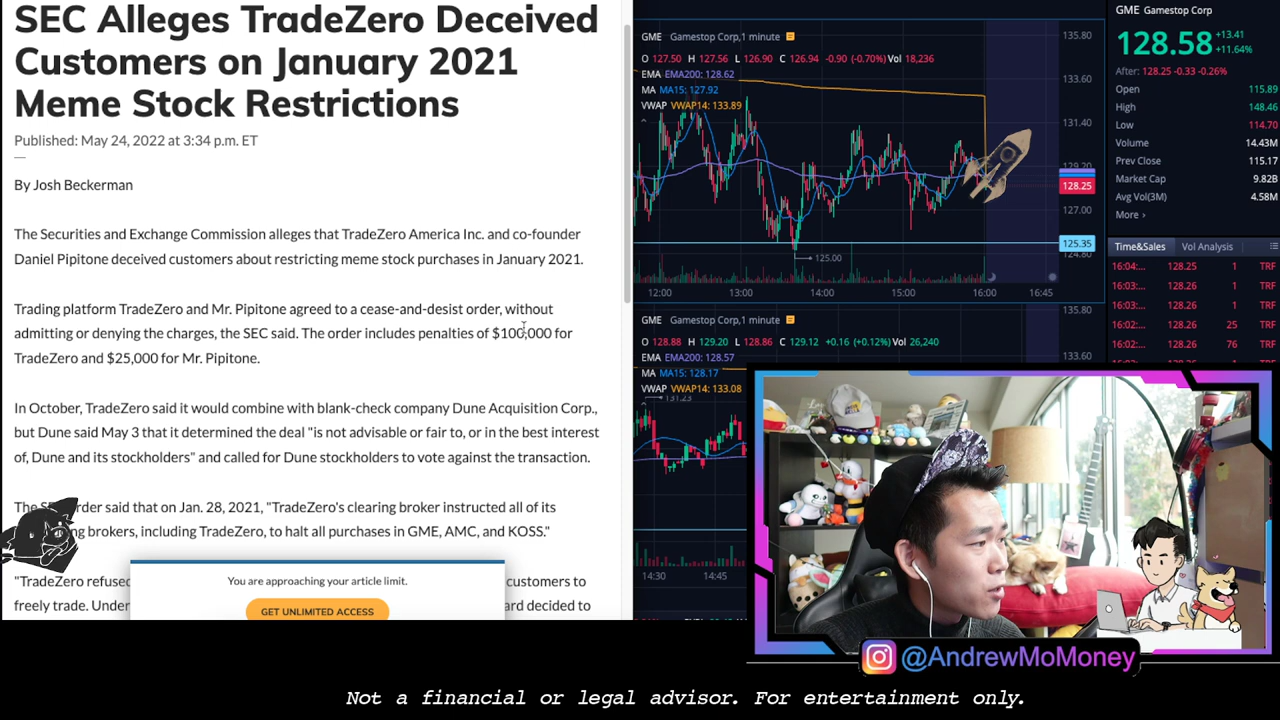 SEC Alleges TradeZero Deceived
Customers on January 2021
Meme Stock Restrictions
Published: May 24, 2022 at 3:34 p.m. ET
By Josh Beckerman
The Securities and Exchange Commission alleges that TradeZero America Inc. and co-founder
Daniel Pipitone deceived customers about restricting meme stock purchases in January 2021.
Trading platform TradeZero and Mr. Pipitone agreed to a cease-and-desist order, without
admitting or denying the charges, the SEC said. The order includes penalties of $100,000 for
TradeZero and $25,000 for Mr. Pipitone.
In October, TradeZero said it would combine with blank-check company Dune Acquisition Corp.,
but Dune said May 3 that it determined the deal "is not advisable or fair to, or in the best interest
of, Dune and its stockholders" and called for Dune stockholders to vote against the transaction.
The said that on Jan. 28, 2021, "TradeZero's clearing broker instructed all of its
brokers, including TradeZero, to halt all purchases in GME, AMC, and KOSS."
"TradeZero customers to
freely trade. decided to
You are approaching your article limit.
GET UNLIMITED ACCESS
GME Gamestop Corp,1 minute
O 127.50 H 127.56 L 126.90 C 126.94 -0.90 (-0.70%) Vol 18,236
EMA EMA200: 128.62
MA MA15: 127.92
VWAP VWAP14: 133.89
135.80
133.60
131.40
129.20
128.25
127.00
125.35
124.80
125.00
12:00 13:00 14:00 15:00 16:00 16:45
GME Gamestop Corp,1 minute
O 128.88 H 129.20 L 128.86 C 129.12 +0.16 (+0.12%) Vol 26,240
EMA EMA200: 128.57
MA MA15: 128.17
VWAP VWAP14: 133.08
135.80
133.60
131.23
14:30 14:45
GME Gamestop Corp
128.58 +13.41
+11.64%
After: 128.25 -0.33 -0.26%
Open 115.89
High 148.46
Low 114.70
Volume 14.43M
Prev Close 115.17
Market Cap 9.82B
Avg Vol(3M) 4.58M
More ›
Time&Sales Vol Analysis
16:04:... 128.25 1 TRF
16:03:... 128.25 1 TRF
16:03:... 128.26 1 TRF
16:02:... 128.26 25 TRF
16:02:... 128.26 76 TRF
@AndrewMoMoney
Not a financial or legal advisor. For entertainment only.